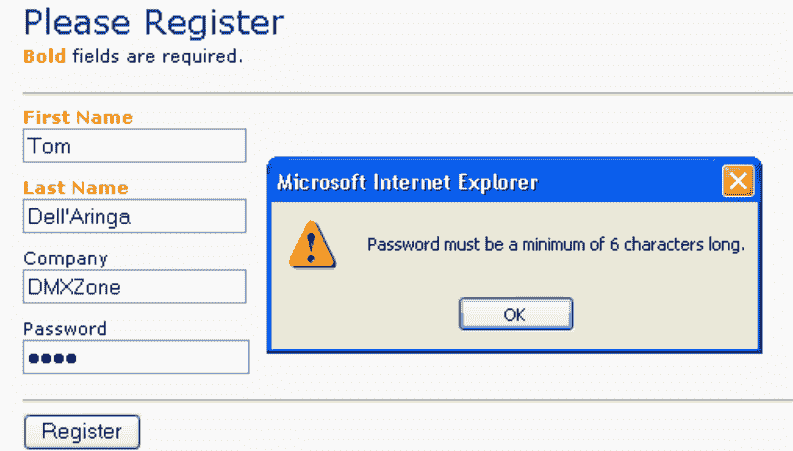 Please Register
Bold fields are required.
First Name
Tom
Last Name
Dell'Aringa
Company
DMXZone
Password
Register
Microsoft Internet Explorer
Password must be a minimum of 6 characters long.
OK